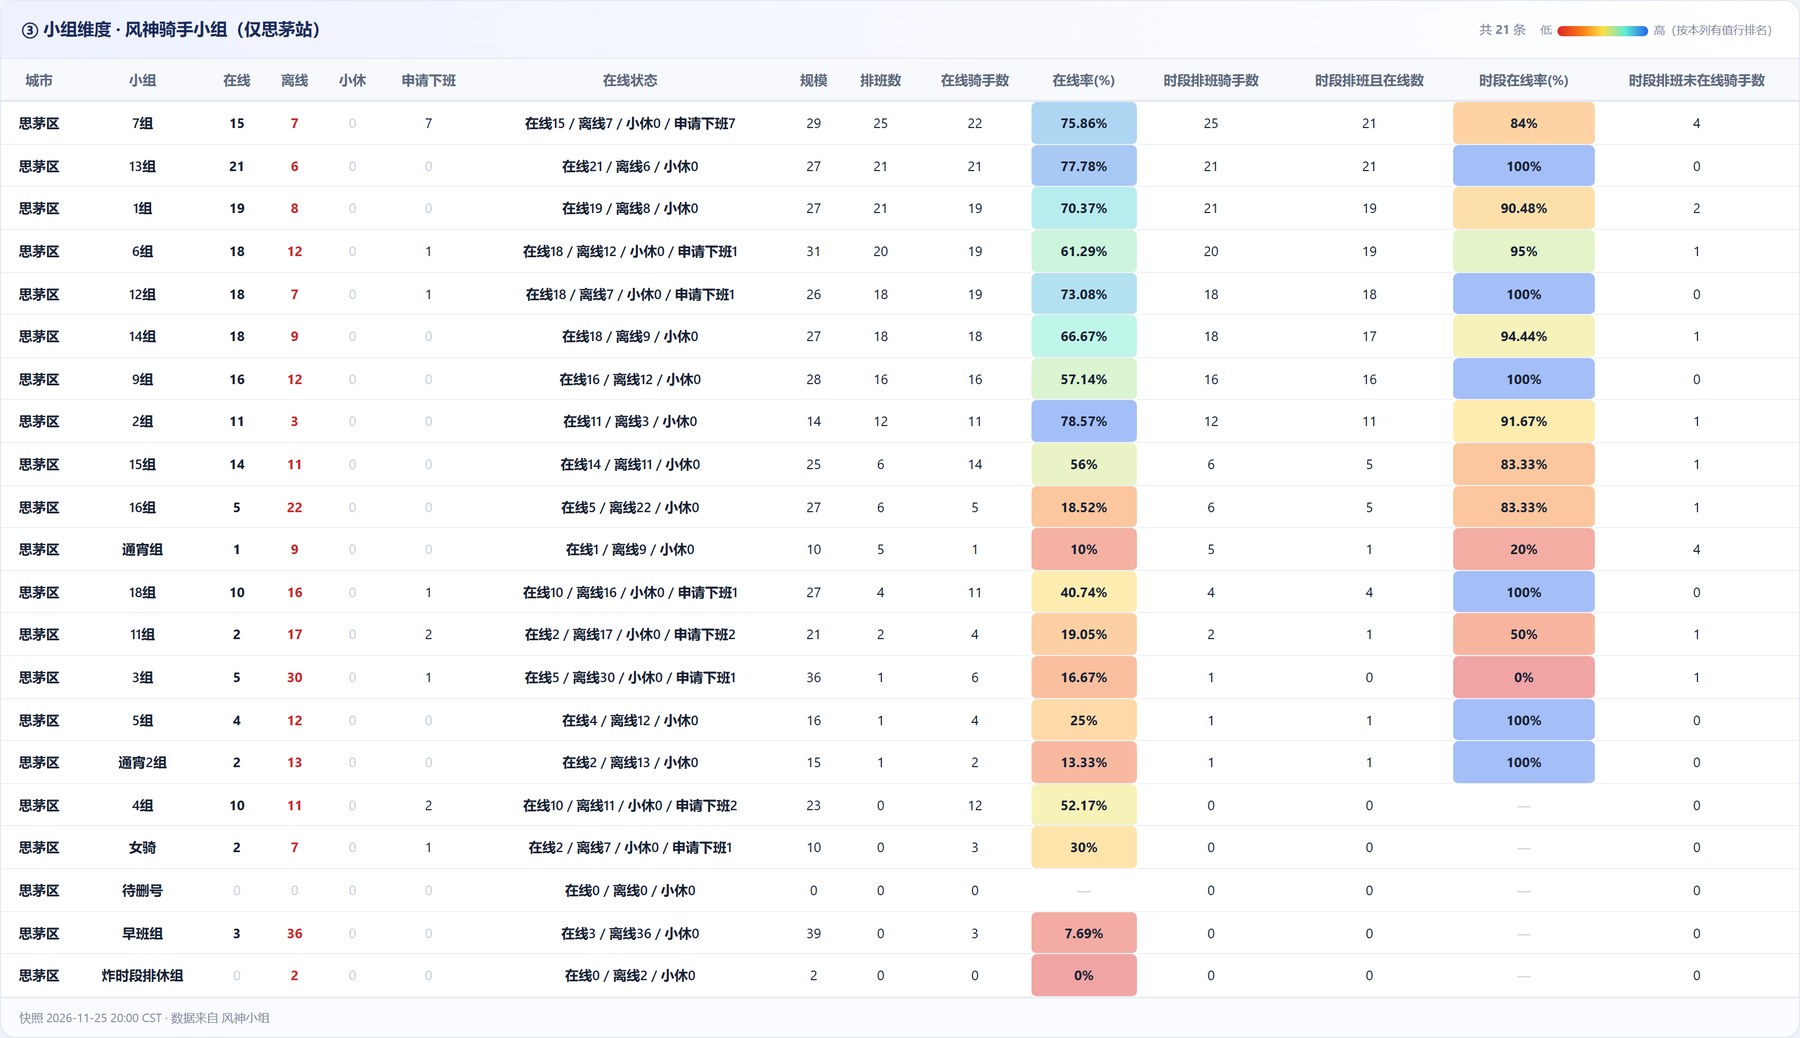 ③ 小组维度 · 风神骑手小组（仅思茅站）
共 21 条 低 高（按本列有值行排名）
城市 小组 在线 离线 小休 申请下班 在线状态 规模 排班数 在线骑手数 在线率(%) 时段排班骑手数 时段排班且在线数 时段在线率(%) 时段排班未在线骑手数
思茅区 7组 15 7 0 7 在线15 / 离线7 / 小休0 / 申请下班7 29 25 22 75.86% 25 21 84% 4
思茅区 13组 21 6 0 0 在线21 / 离线6 / 小休0 27 21 21 77.78% 21 21 100% 0
思茅区 1组 19 8 0 0 在线19 / 离线8 / 小休0 27 21 19 70.37% 21 19 90.48% 2
思茅区 6组 18 12 0 1 在线18 / 离线12 / 小休0 / 申请下班1 31 20 19 61.29% 20 19 95% 1
思茅区 12组 18 7 0 1 在线18 / 离线7 / 小休0 / 申请下班1 26 18 19 73.08% 18 18 100% 0
思茅区 14组 18 9 0 0 在线18 / 离线9 / 小休0 27 18 18 66.67% 18 17 94.44% 1
思茅区 9组 16 12 0 0 在线16 / 离线12 / 小休0 28 16 16 57.14% 16 16 100% 0
思茅区 2组 11 3 0 0 在线11 / 离线3 / 小休0 14 12 11 78.57% 12 11 91.67% 1
思茅区 15组 14 11 0 0 在线14 / 离线11 / 小休0 25 6 14 56% 6 5 83.33% 1
思茅区 16组 5 22 0 0 在线5 / 离线22 / 小休0 27 6 5 18.52% 6 5 83.33% 1
思茅区 通宵组 1 9 0 0 在线1 / 离线9 / 小休0 10 5 1 10% 5 1 20% 4
思茅区 18组 10 16 0 1 在线10 / 离线16 / 小休0 / 申请下班1 27 4 11 40.74% 4 4 100% 0
思茅区 11组 2 17 0 2 在线2 / 离线17 / 小休0 / 申请下班2 21 2 4 19.05% 2 1 50% 1
思茅区 3组 5 30 0 1 在线5 / 离线30 / 小休0 / 申请下班1 36 1 6 16.67% 1 0 0% 1
思茅区 5组 4 12 0 0 在线4 / 离线12 / 小休0 16 1 4 25% 1 1 100% 0
思茅区 通宵2组 2 13 0 0 在线2 / 离线13 / 小休0 15 1 2 13.33% 1 1 100% 0
思茅区 4组 10 11 0 2 在线10 / 离线11 / 小休0 / 申请下班2 23 0 12 52.17% 0 0 — 0
思茅区 女骑 2 7 0 1 在线2 / 离线7 / 小休0 / 申请下班1 10 0 3 30% 0 0 — 0
思茅区 待删号 0 0 0 0 在线0 / 离线0 / 小休0 0 0 0 — 0 0 — 0
思茅区 早班组 3 36 0 0 在线3 / 离线36 / 小休0 39 0 3 7.69% 0 0 — 0
思茅区 炸时段排休组 0 2 0 0 在线0 / 离线2 / 小休0 2 0 0 0% 0 0 — 0
快照 2026-11-25 20:00 CST · 数据来自 风神小组